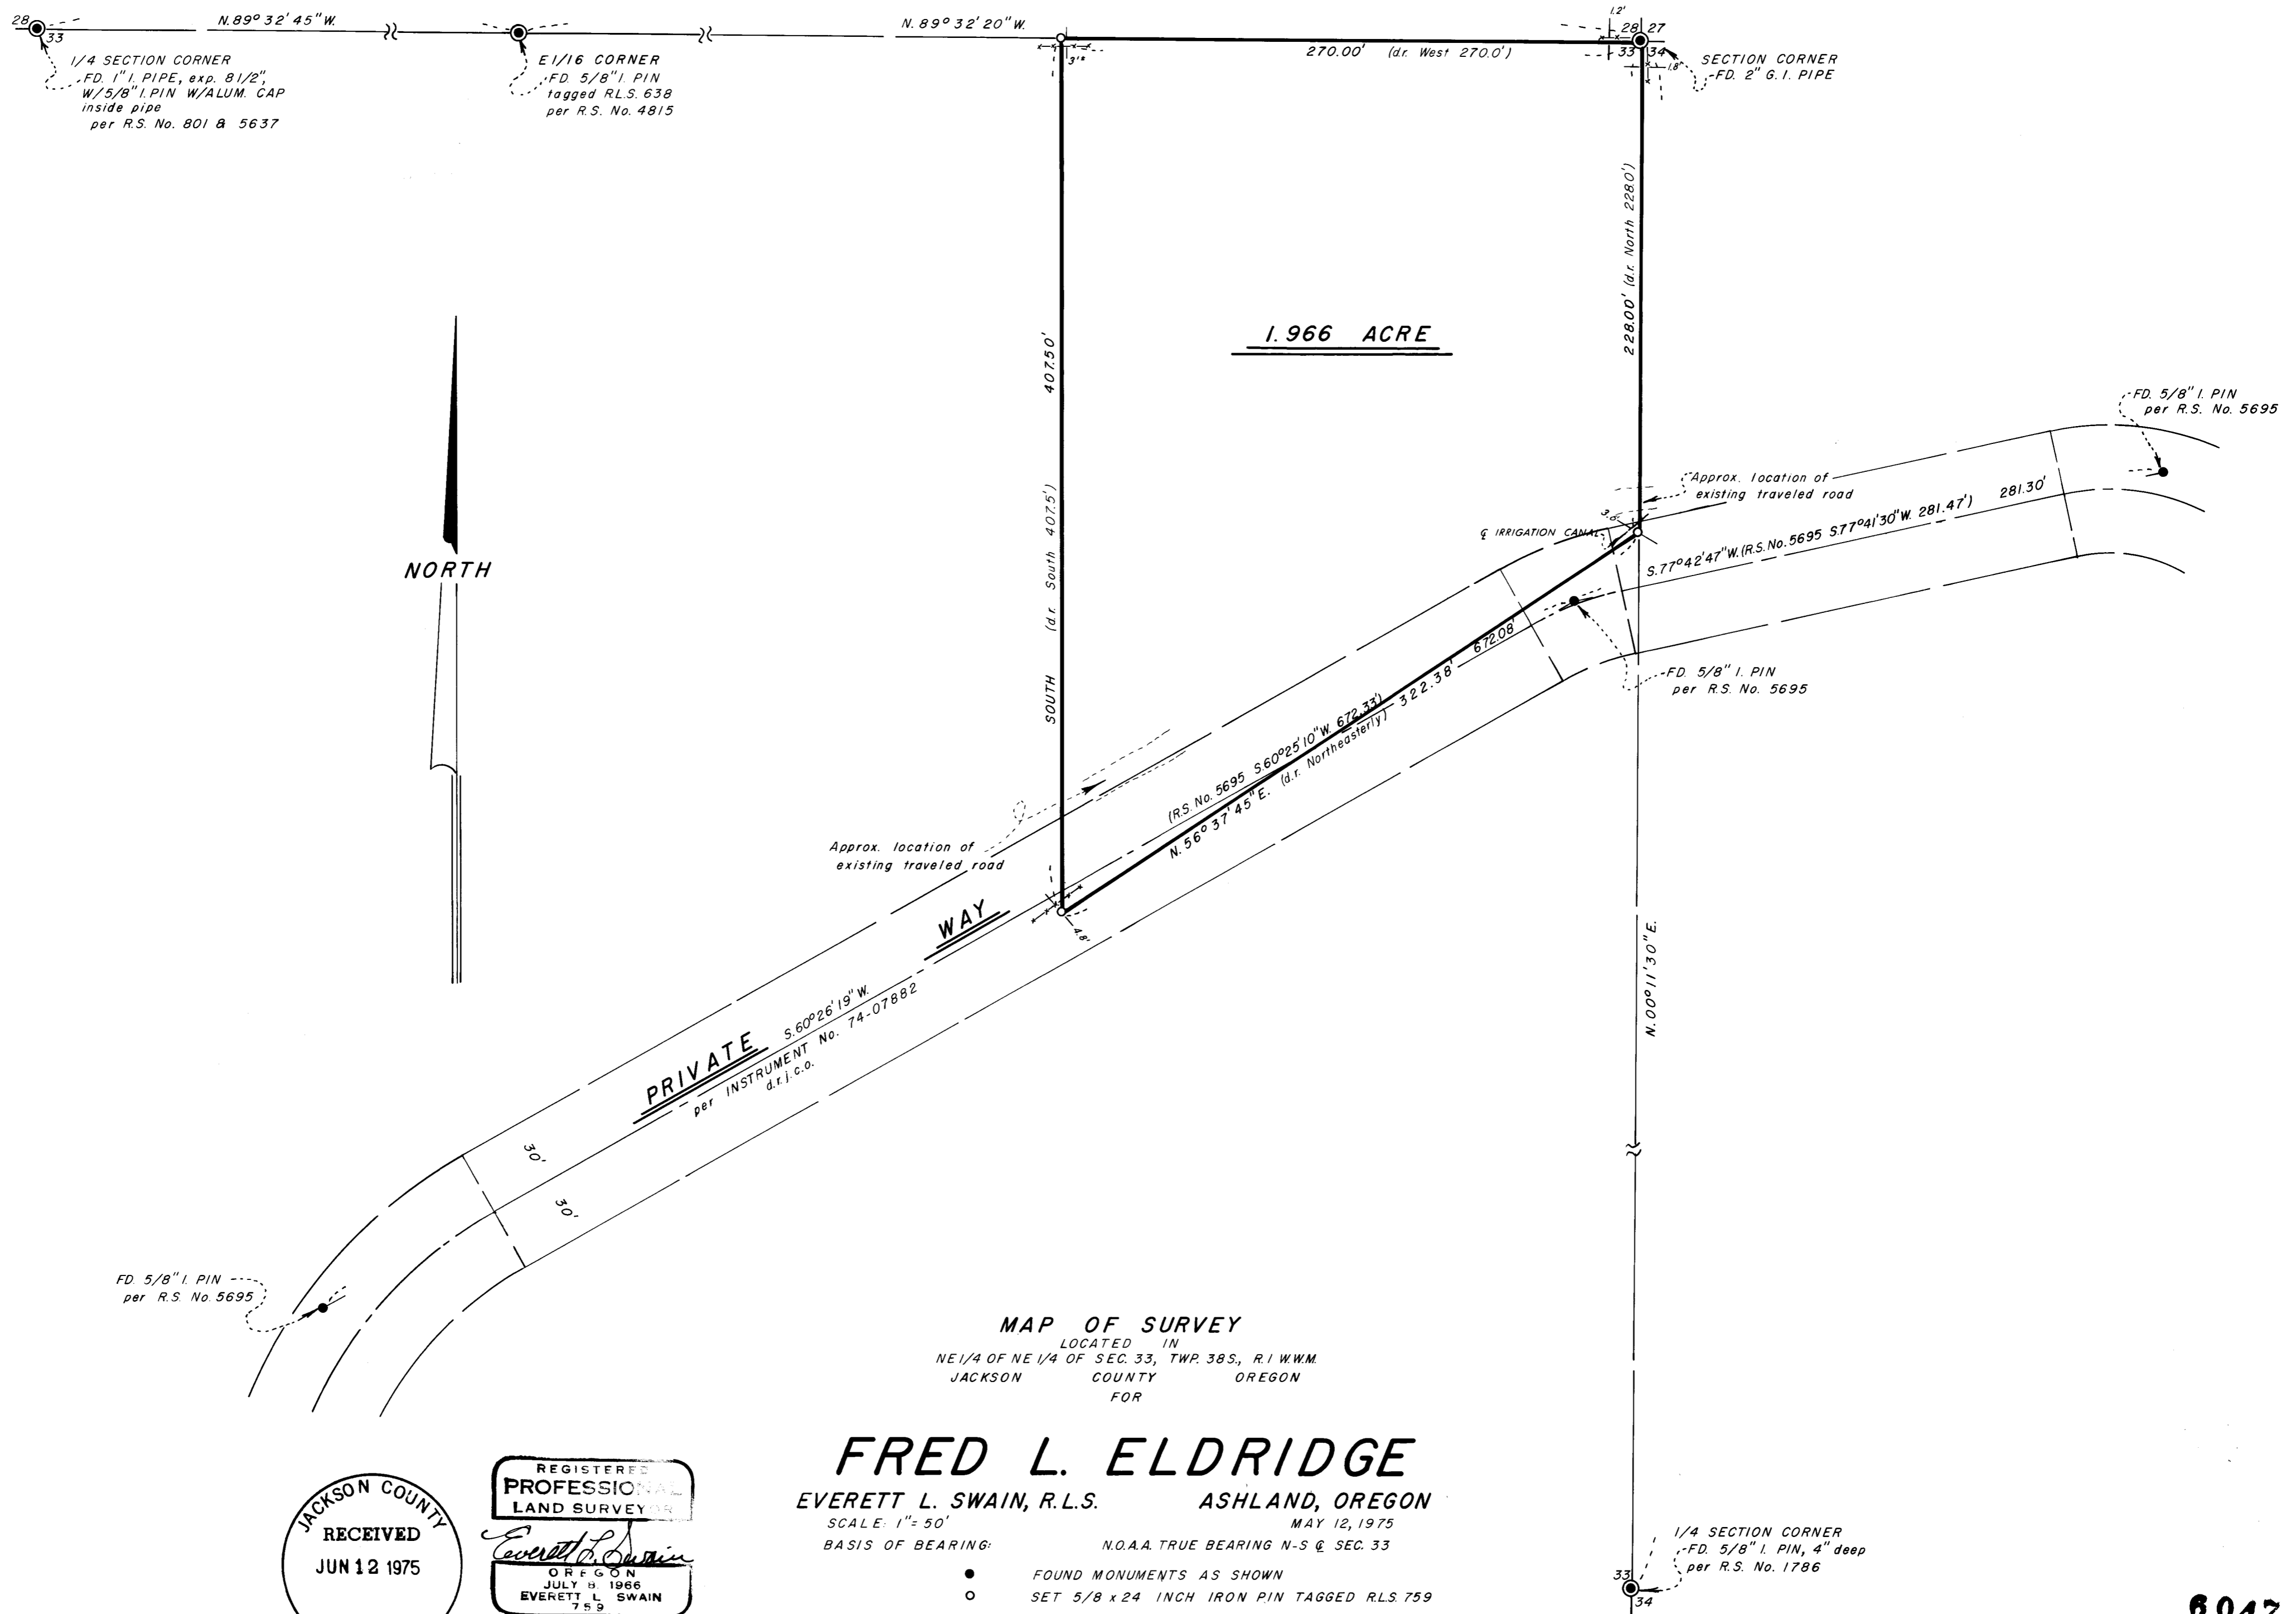 28
33
N. 89° 32' 45" W.
1/4 SECTION CORNER
FD. 1" I. PIPE, exp. 8 1/2",
W/ 5/8" I. PIN W/ALUM. CAP
inside pipe
per R.S. No. 801 & 5637
E 1/16 CORNER
FD. 5/8" I. PIN
tagged R.L.S. 638
per R.S. No. 4815
N. 89° 32' 20" W.
3'±
270.00' (d.r. West 270.0')
1.2'
28 27
33 34
1.8'
SECTION CORNER
FD. 2" G.I. PIPE
228.00' (d.r. North 228.0')
1.966 ACRE
407.50'
(d.r. South 407.5')
SOUTH
NORTH
FD. 5/8" I. PIN
per R.S. No. 5695
Approx. location of
existing traveled road
℄ IRRIGATION CANAL
S. 77° 42' 47" W. (R.S. No. 5695 S. 77° 41' 30" W. 281.47') 281.30'
FD. 5/8" I. PIN
per R.S. No. 5695
672.08'
(R.S. No. 5695 S. 60° 25' 10" W. 672.33')
N. 56° 37' 45" E. (d.r. Northeasterly) 322.38'
Approx. location of
existing traveled road
4.8'
PRIVATE WAY
S. 60° 26' 19" W.
per INSTRUMENT No. 74-07882
d.r.j.c.o.
N. 00° 11' 30" E.
30'
30'
FD. 5/8" I. PIN
per R.S. No. 5695
MAP OF SURVEY
LOCATED IN
NE 1/4 OF NE 1/4 OF SEC. 33, TWP. 38 S., R. 1 W. W.M.
JACKSON COUNTY OREGON
FOR
FRED L. ELDRIDGE
EVERETT L. SWAIN, R.L.S. ASHLAND, OREGON
SCALE: 1" = 50' MAY 12, 1975
BASIS OF BEARING: N.O.A.A. TRUE BEARING N-S ℄ SEC. 33
● FOUND MONUMENTS AS SHOWN
○ SET 5/8 x 24 INCH IRON PIN TAGGED R.L.S. 759
JACKSON COUNTY
RECEIVED
JUN 12 1975
REGISTERED
PROFESSIONAL
LAND SURVEYOR
Everett L. Swain
OREGON
JULY 8, 1966
EVERETT L. SWAIN
759
1/4 SECTION CORNER
FD. 5/8" I. PIN, 4" deep
per R.S. No. 1786
33
34